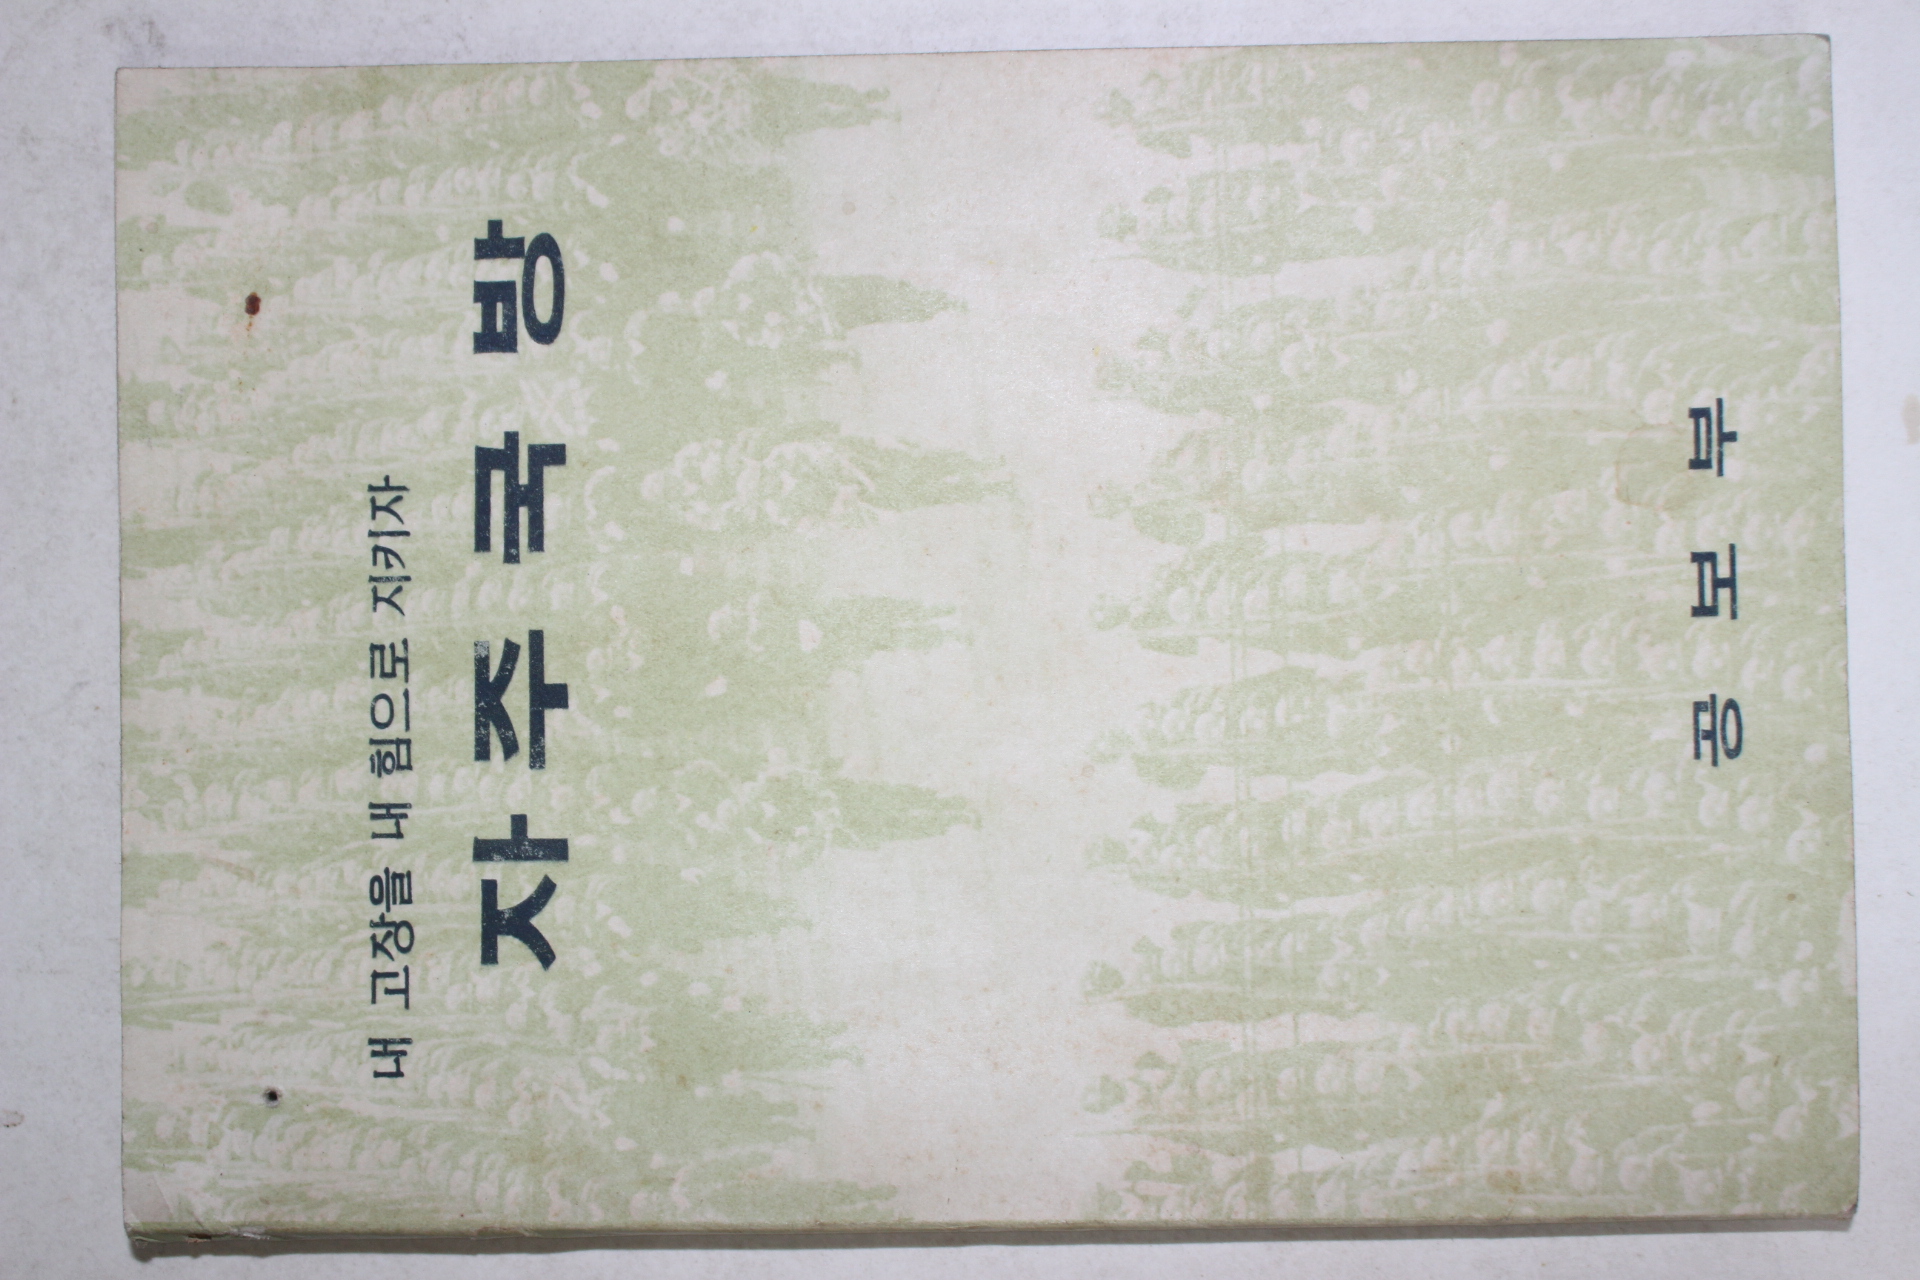 내 고장을 내 힘으로 지키자
자주국방
공보부